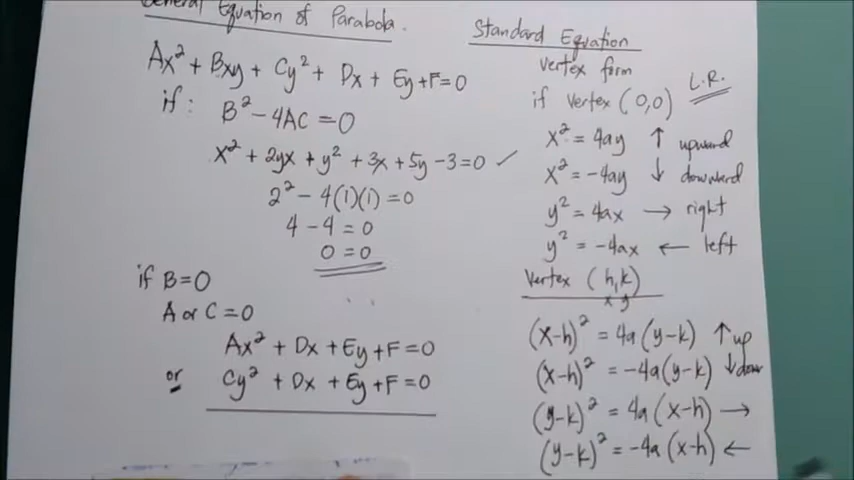 General Equation of Parabola.
Ax² + Bxy + Cy² + Dx + Ey + F = 0
if: B² - 4AC = 0
x² + 2yx + y² + 3x + 5y - 3 = 0 ✓
2² - 4(1)(1) = 0
4 - 4 = 0
0 = 0
if B = 0
A or C = 0
Ax² + Dx + Ey + F = 0
or Cy² + Dx + Ey + F = 0
Standard Equation
Vertex form
L.R.
if Vertex (0,0)
x² = 4ay ↑ upward
x² = -4ay ↓ downward
y² = 4ax → right
y² = -4ax ← left
Vertex (h,k)
x y
(x-h)² = 4a(y-k) ↑ up
(x-h)² = -4a(y-k) ↓ down
(y-k)² = 4a(x-h) →
(y-k)² = -4a(x-h) ←